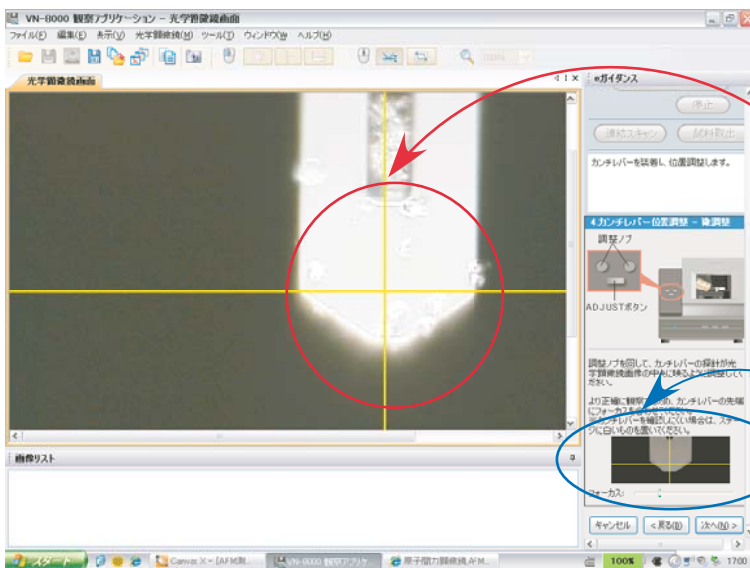 VN-8000 観察アプリケーション - 光学顕微鏡画面
ファイル(F) 編集(E) 表示(V) 光学顕微鏡(M) ツール(T) ウィンドウ(W) ヘルプ(H)
100%
光学顕微鏡画面
eガイダンス
停止
連続スキャン 試料取出
カンチレバーを装着し、位置調整します。
4.カンチレバー位置調整 - 微調整
調整ノブ
ADJUSTボタン
調整ノブを回して、カンチレバーの探針が光
学顕微鏡画像の中央に映るように調整してく
ださい。
より正確に観察するため、カンチレバーの先端
にフォーカスを合わせてください。
※カンチレバーを確認しにくい場合は、ステー
ジに白いものを置いてください。
フォーカス:
キャンセル < 戻る(B) 次へ(N) >
画像リスト
スタート
Canvas X - [AFM測...
VN-8000 観察アプリケ...
原子間力顕微鏡,AFM...
100%
17:00